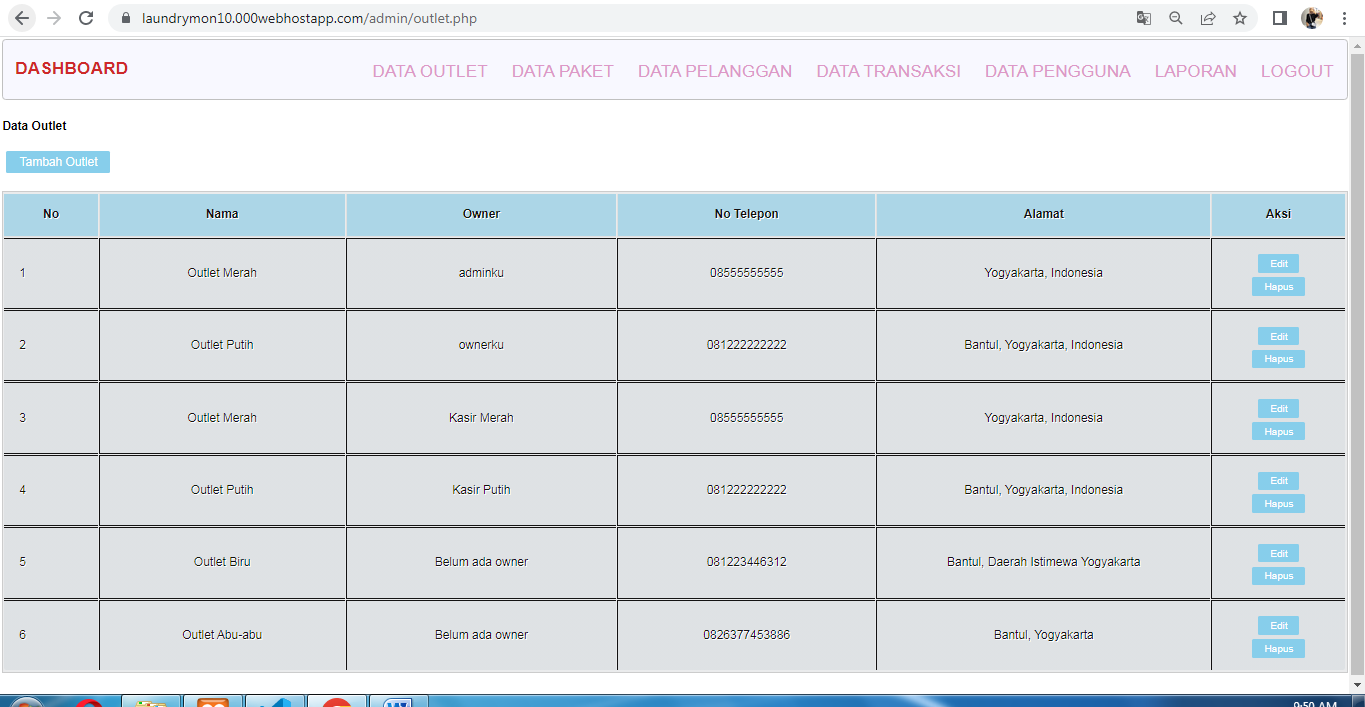 laundrymon10.000webhostapp.com/admin/outlet.php
DASHBOARD DATA OUTLET DATA PAKET DATA PELANGGAN DATA TRANSAKSI DATA PENGGUNA LAPORAN LOGOUT
Data Outlet
Tambah Outlet
No Nama Owner No Telepon Alamat Aksi
1 Outlet Merah adminku 08555555555 Yogyakarta, Indonesia Edit
Hapus
2 Outlet Putih ownerku 081222222222 Bantul, Yogyakarta, Indonesia Edit
Hapus
3 Outlet Merah Kasir Merah 08555555555 Yogyakarta, Indonesia Edit
Hapus
4 Outlet Putih Kasir Putih 081222222222 Bantul, Yogyakarta, Indonesia Edit
Hapus
5 Outlet Biru Belum ada owner 081223446312 Bantul, Daerah Istimewa Yogyakarta Edit
Hapus
6 Outlet Abu-abu Belum ada owner 0826377453886 Bantul, Yogyakarta Edit
Hapus
9:50 AM